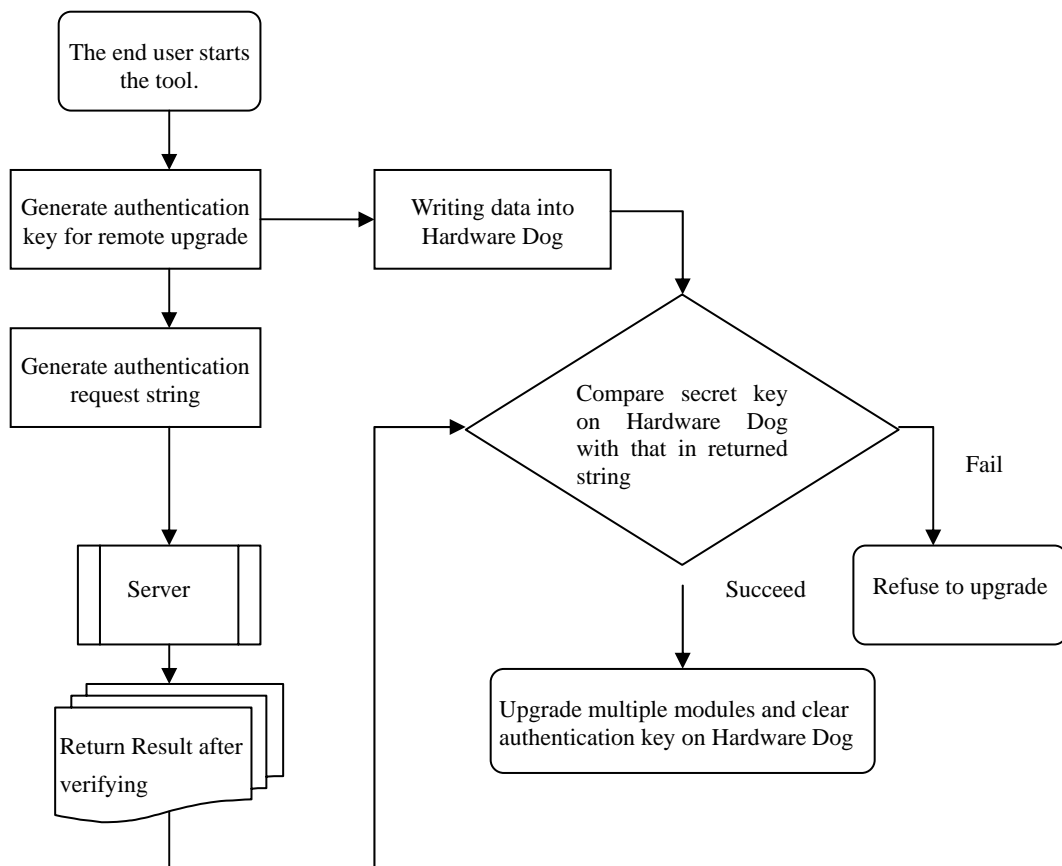 The end user starts
the tool.
Generate authentication
key for remote upgrade
Writing data into
Hardware Dog
Generate authentication
request string
Compare secret key
on Hardware Dog
with that in returned
string
Fail
Server
Succeed
Refuse to upgrade
Upgrade multiple modules and clear
authentication key on Hardware Dog
Return Result after
verifying